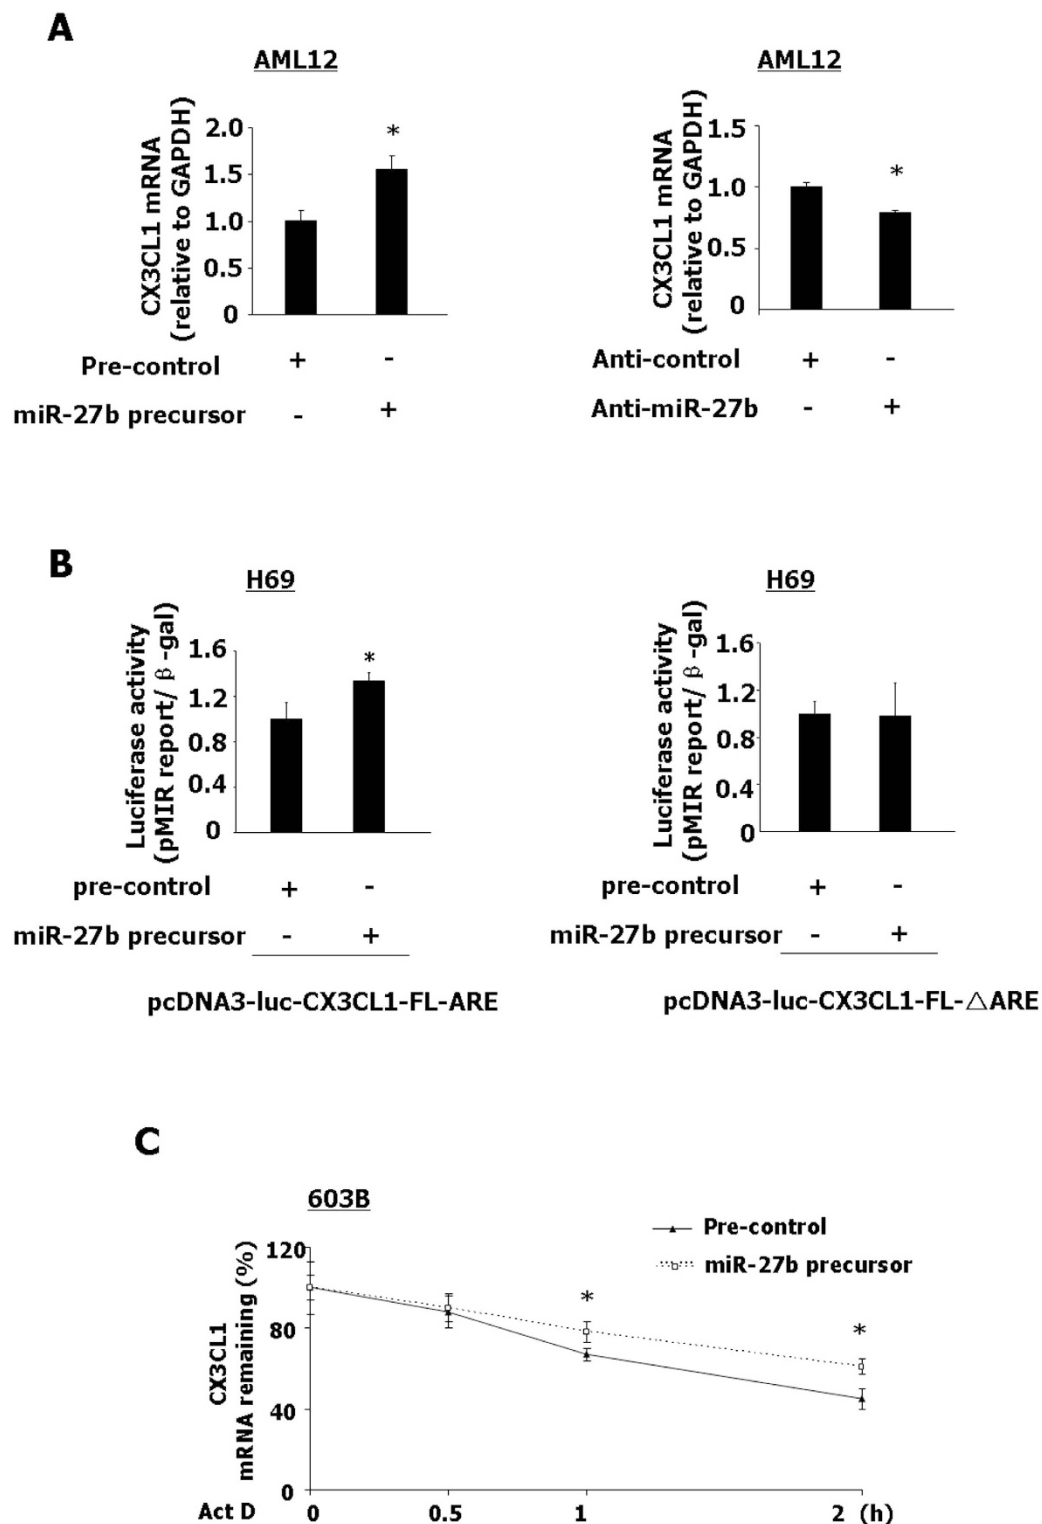 A
AML12
CX3CL1 mRNA
(relative to GAPDH)
2.0
1.5
1.0
0.5
0
*
Pre-control + -
miR-27b precursor - +
AML12
CX3CL1 mRNA
(relative to GAPDH)
1.5
1.0
0.5
0
*
Anti-control + -
Anti-miR-27b - +
B
H69
Luciferase activity
(pMIR report/ β -gal)
1.6
1.2
0.8
0.4
0
*
pre-control + -
miR-27b precursor - +
pcDNA3-luc-CX3CL1-FL-ARE
H69
Luciferase activity
(pMIR report/ β -gal)
1.6
1.2
0.8
0.4
0
pre-control + -
miR-27b precursor - +
pcDNA3-luc-CX3CL1-FL-△ARE
C
603B
Pre-control
miR-27b precursor
CX3CL1
mRNA remaining (%)
120
80
40
0
*
*
Act D 0 0.5 1 2 (h)